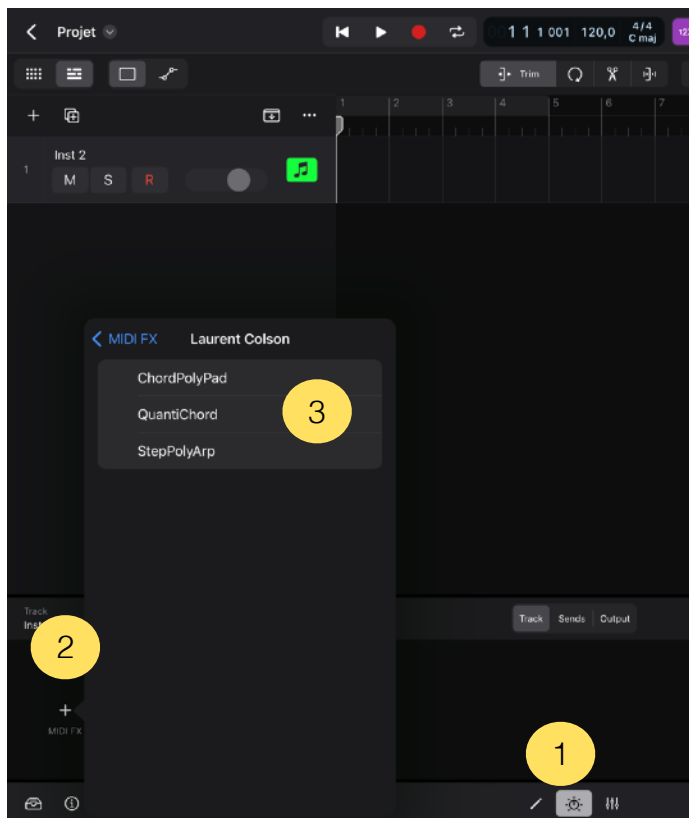 Projet
1 1 1 001 120,0 4/4 C maj
Trim
1 2 3 4 5 6 7
Inst 2
1 M S R
MIDI FX Laurent Colson
ChordPolyPad
QuantiChord
StepPolyArp
3
Track
Inst
Track Sends Output
2
MIDI FX
1